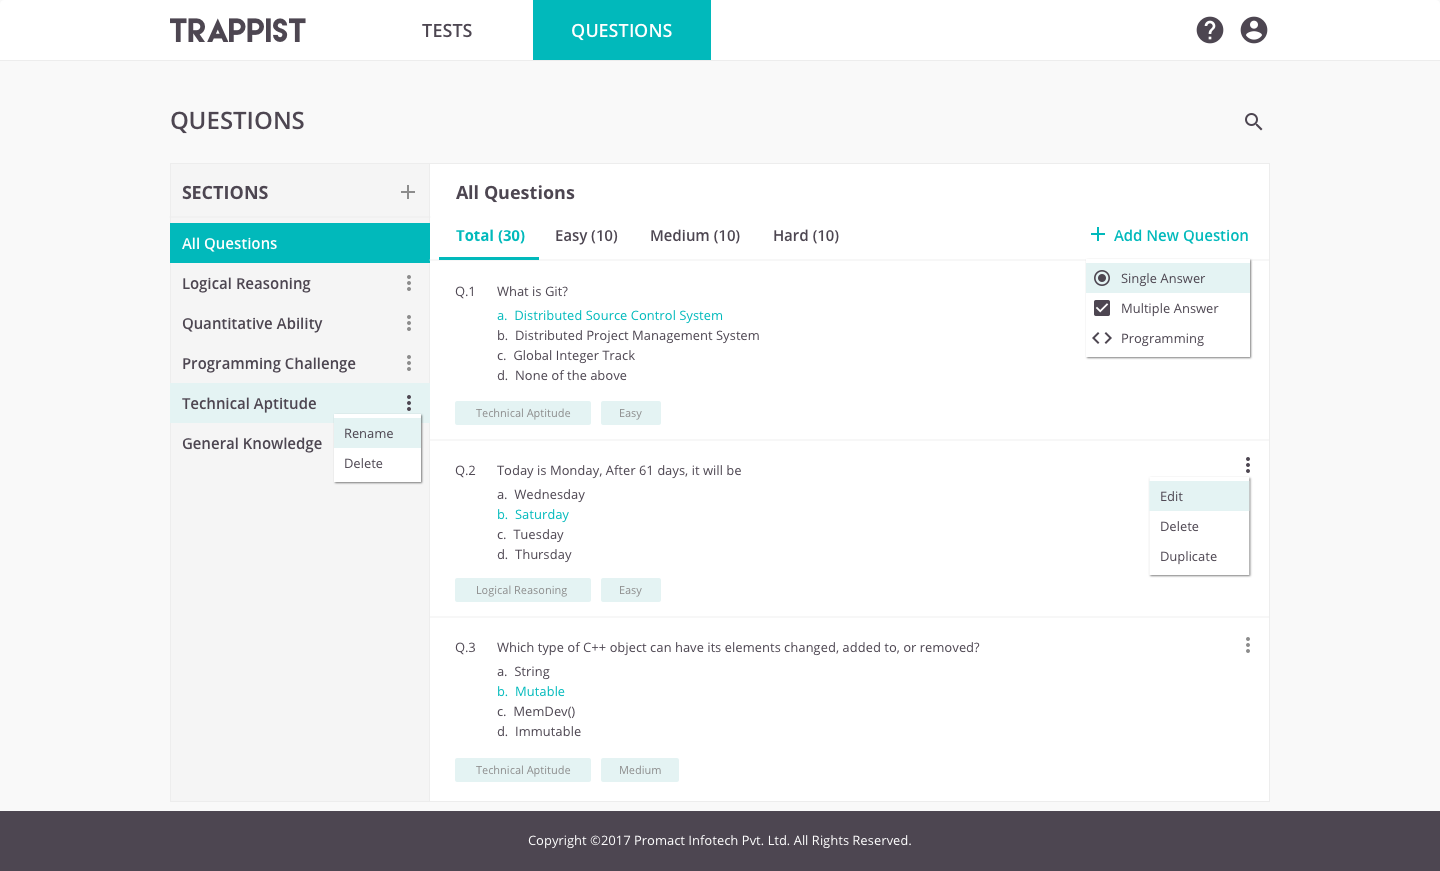 TRAPPIST
TESTS
QUESTIONS
QUESTIONS
SECTIONS
All Questions
Logical Reasoning
Quantitative Ability
Programming Challenge
Technical Aptitude
Rename
General Knowledge
Delete
All Questions
Total (30)
Easy (10)
Medium (10)
Hard (10)
Add New Question
Single Answer
Multiple Answer
Programming
Q.1 What is Git?
a. Distributed Source Control System
b. Distributed Project Management System
c. Global Integer Track
d. None of the above
Technical Aptitude
Easy
Q.2 Today is Monday, After 61 days, it will be
a. Wednesday
b. Saturday
c. Tuesday
d. Thursday
Logical Reasoning
Easy
Edit
Delete
Duplicate
Q.3 Which type of C++ object can have its elements changed, added to, or removed?
a. String
b. Mutable
c. MemDev()
d. Immutable
Technical Aptitude
Medium
Copyright ©2017 Promact Infotech Pvt. Ltd. All Rights Reserved.